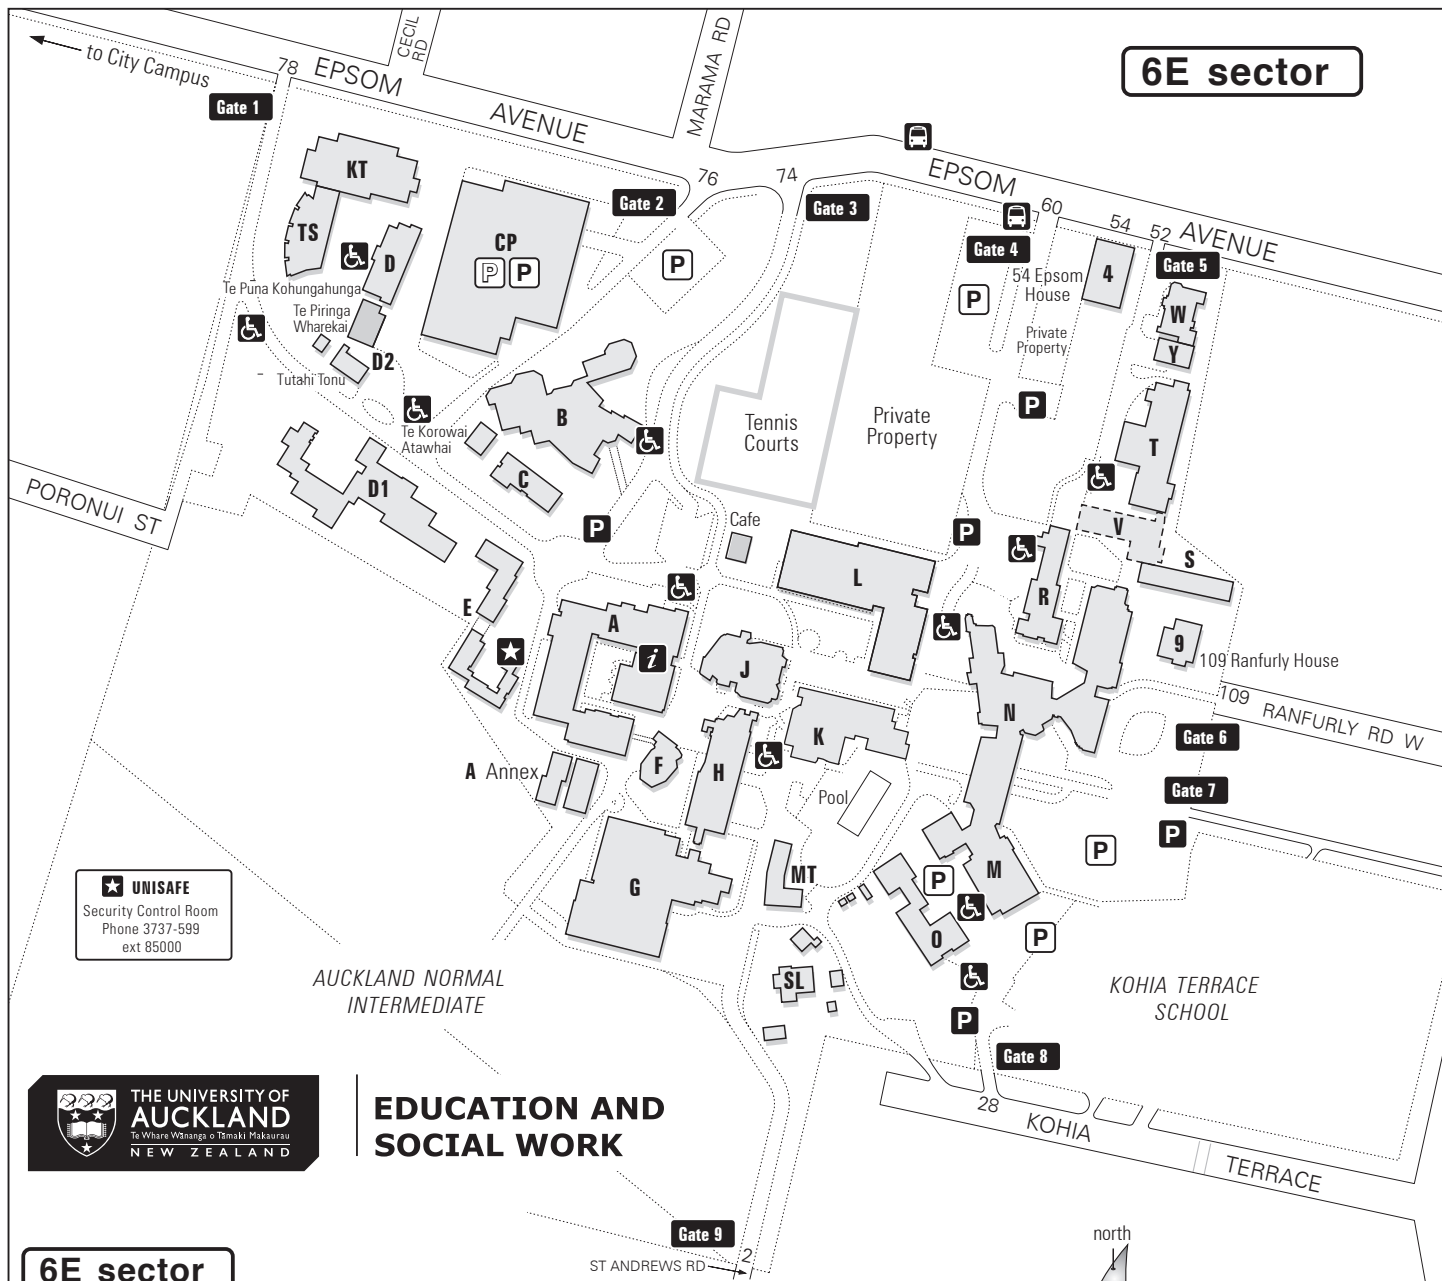 6E sector
to City Campus
78
EPSOM
AVENUE
CECIL
RD
MARAMA RD
Gate 1
76
74
Gate 2
Gate 3
EPSOM
AVENUE
60
54
52
Gate 4
Gate 5
KT
TS
D
CP
P P
P
P
54 Epsom
House
4
Private
Property
W
Y
Te Puna Kohungahunga
Te Piringa
Wharekai
D2
Tutahi Tonu
Te Korowai
Atawhai
B
C
D1
Tennis
Courts
Private
Property
P
T
V
S
PORONUI ST
P
Cafe
P
L
R
E
A
i
J
N
9
109 Ranfurly House
109
RANFURLY RD W
Gate 6
Gate 7
K
F
H
A Annex
Pool
P
P
G
MT
M
P
O
P
SL
P
UNISAFE
Security Control Room
Phone 3737-599
ext 85000
AUCKLAND NORMAL
INTERMEDIATE
KOHIA TERRACE
SCHOOL
Gate 8
28
KOHIA
TERRACE
THE UNIVERSITY OF
AUCKLAND
Te Whare Wānanga o Tāmaki Makaurau
NEW ZEALAND
EDUCATION AND
SOCIAL WORK
Gate 9
2
ST ANDREWS RD
north
6E sector